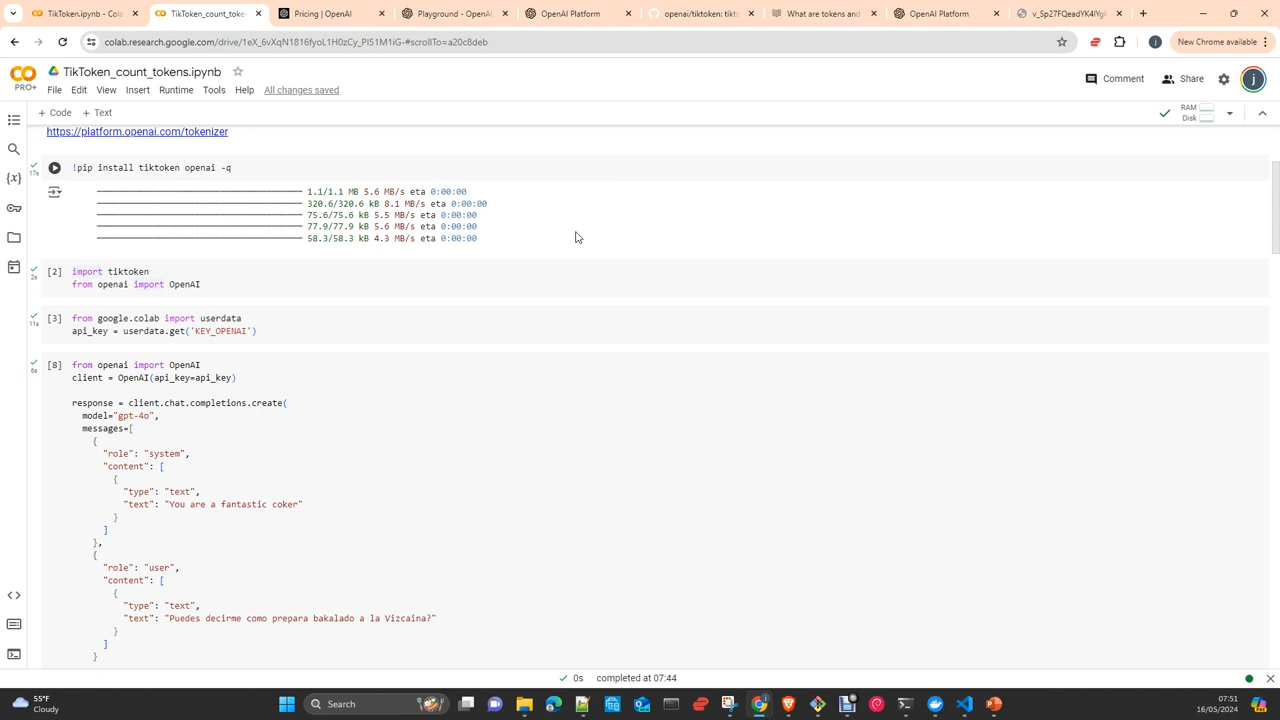 TikToken.ipynb - Colab
TikToken_count_toke
Pricing | OpenAI
Playground - OpenAI
OpenAI Platform
openai/tiktoken: tikt
What are tokens and
OpenAI Platform
v_Sp27FQeadYK4lYgl
colab.research.google.com/drive/1eX_6vXqN1816fyoL1H0zCy_PI51M1iG-#scrollTo=a20c8deb
New Chrome available
TikToken_count_tokens.ipynb
PRO+
File Edit View Insert Runtime Tools Help All changes saved
Comment
Share
j
+ Code + Text
RAM
Disk
https://platform.openai.com/tokenizer
17s
!pip install tiktoken openai -q
1.1/1.1 MB 5.6 MB/s eta 0:00:00
320.6/320.6 kB 8.1 MB/s eta 0:00:00
75.6/75.6 kB 5.5 MB/s eta 0:00:00
77.9/77.9 kB 5.6 MB/s eta 0:00:00
58.3/58.3 kB 4.3 MB/s eta 0:00:00
2s
[2] import tiktoken
from openai import OpenAI
11s
[3] from google.colab import userdata
api_key = userdata.get('KEY_OPENAI')
6s
[8] from openai import OpenAI
client = OpenAI(api_key=api_key)
response = client.chat.completions.create(
model="gpt-4o",
messages=[
{
"role": "system",
"content": [
{
"type": "text",
"text": "You are a fantastic coker"
}
]
},
{
"role": "user",
"content": [
{
"type": "text",
"text": "Puedes decirme como prepara bakalado a la Vizcaina?"
}
]
}
0s completed at 07:44
55°F
Cloudy
Search
07:51
16/05/2024